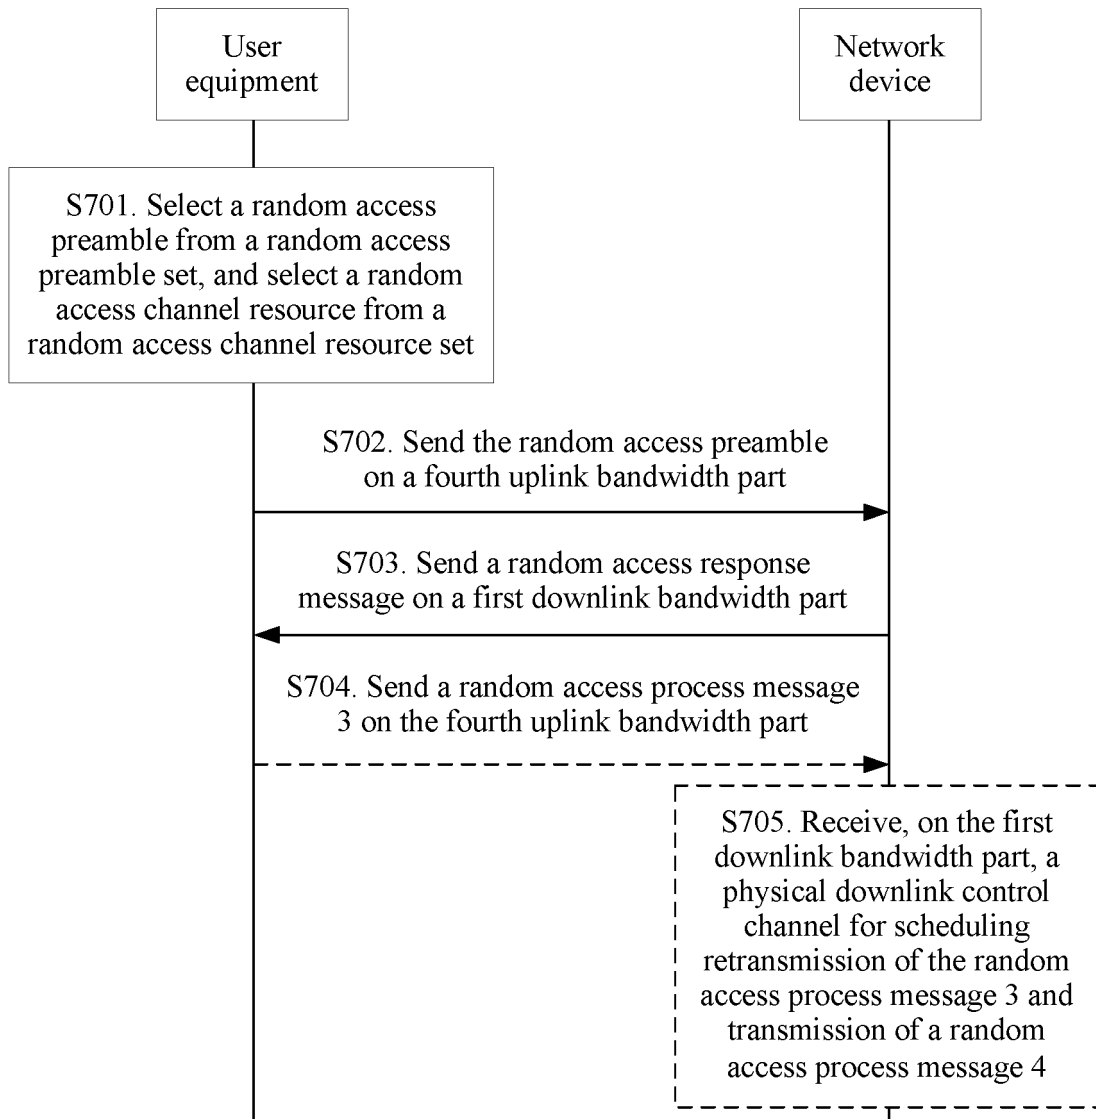 User
equipment
Network
device
S701. Select a random access
preamble from a random access
preamble set, and select a random
access channel resource from a
random access channel resource set
S702. Send the random access preamble
on a fourth uplink bandwidth part
S703. Send a random access response
message on a first downlink bandwidth part
S704. Send a random access process message
3 on the fourth uplink bandwidth part
S705. Receive, on the first
downlink bandwidth part, a
physical downlink control
channel for scheduling
retransmission of the random
access process message 3 and
transmission of a random
access process message 4